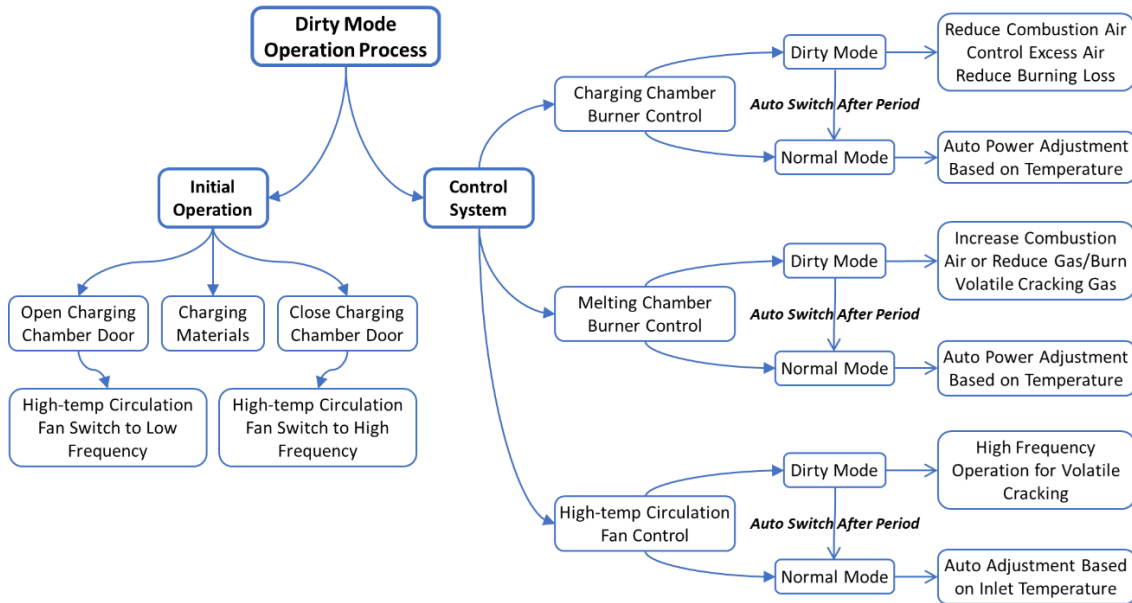 Dirty Mode
Operation Process
Initial
Operation
Open Charging
Chamber Door
Charging
Materials
Close Charging
Chamber Door
High-temp Circulation
Fan Switch to Low
Frequency
High-temp Circulation
Fan Switch to High
Frequency
Control
System
Charging Chamber
Burner Control
Dirty Mode
Auto Switch After Period
Normal Mode
Reduce Combustion Air
Control Excess Air
Reduce Burning Loss
Auto Power Adjustment
Based on Temperature
Melting Chamber
Burner Control
Dirty Mode
Auto Switch After Period
Normal Mode
Increase Combustion
Air or Reduce Gas/Burn
Volatile Cracking Gas
Auto Power Adjustment
Based on Temperature
High-temp Circulation
Fan Control
Dirty Mode
Auto Switch After Period
Normal Mode
High Frequency
Operation for Volatile
Cracking
Auto Adjustment Based
on Inlet Temperature